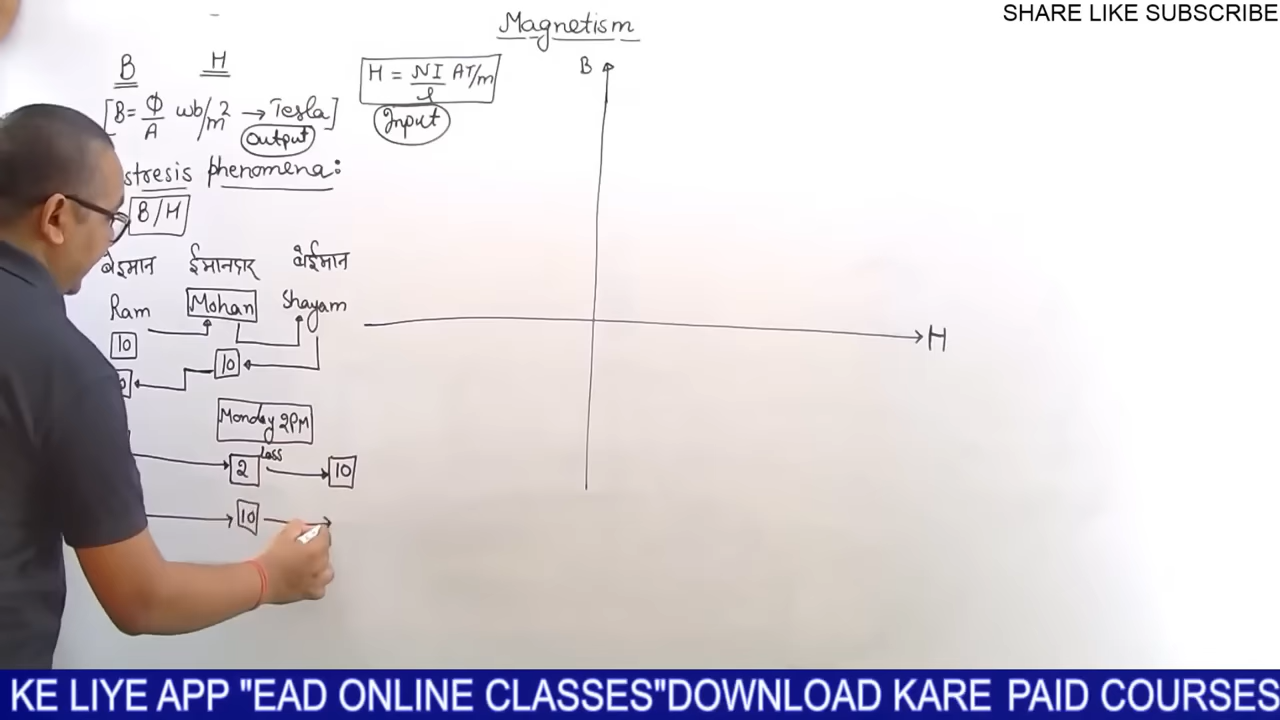 SHARE LIKE SUBSCRIBE
Magnetism
B H
[B = Φ/A wb/m² → Tesla]
Output
H = NI/l AT/m
Input
stresis phenomena:
B/H
बेइमान ईमानदार बेईमान
Ram Mohan Shayam
10
10
Monday 2PM
2 loss 10
10
B
H
KE LIYE APP "EAD ONLINE CLASSES"DOWNLOAD KARE PAID COURSES